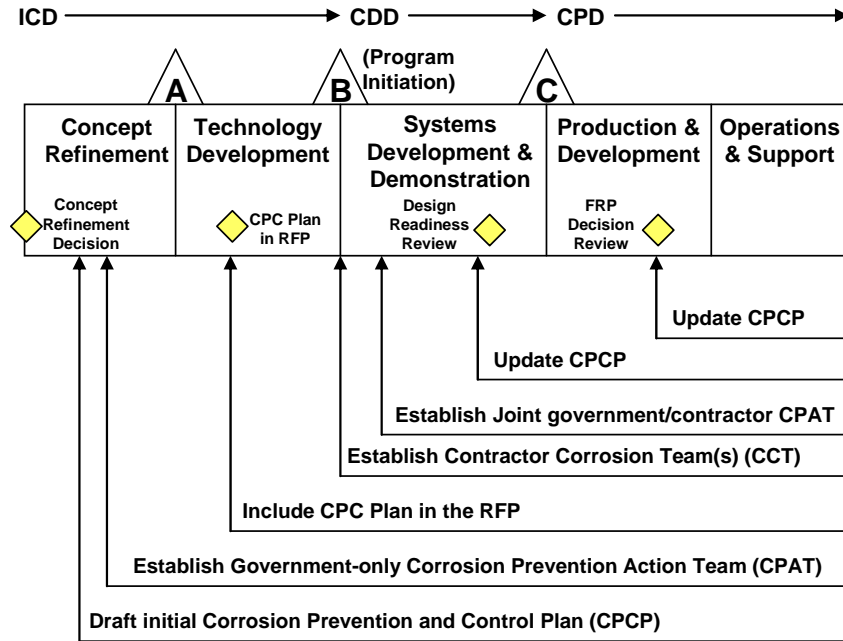 ICD CDD CPD
(Program
Initiation)
A B C
Concept
Refinement
Technology
Development
Systems
Development &
Demonstration
Production &
Development
Operations
& Support
Concept
Refinement
Decision
CPC Plan
in RFP
Design
Readiness
Review
FRP
Decision
Review
Update CPCP
Update CPCP
Establish Joint government/contractor CPAT
Establish Contractor Corrosion Team(s) (CCT)
Include CPC Plan in the RFP
Establish Government-only Corrosion Prevention Action Team (CPAT)
Draft initial Corrosion Prevention and Control Plan (CPCP)